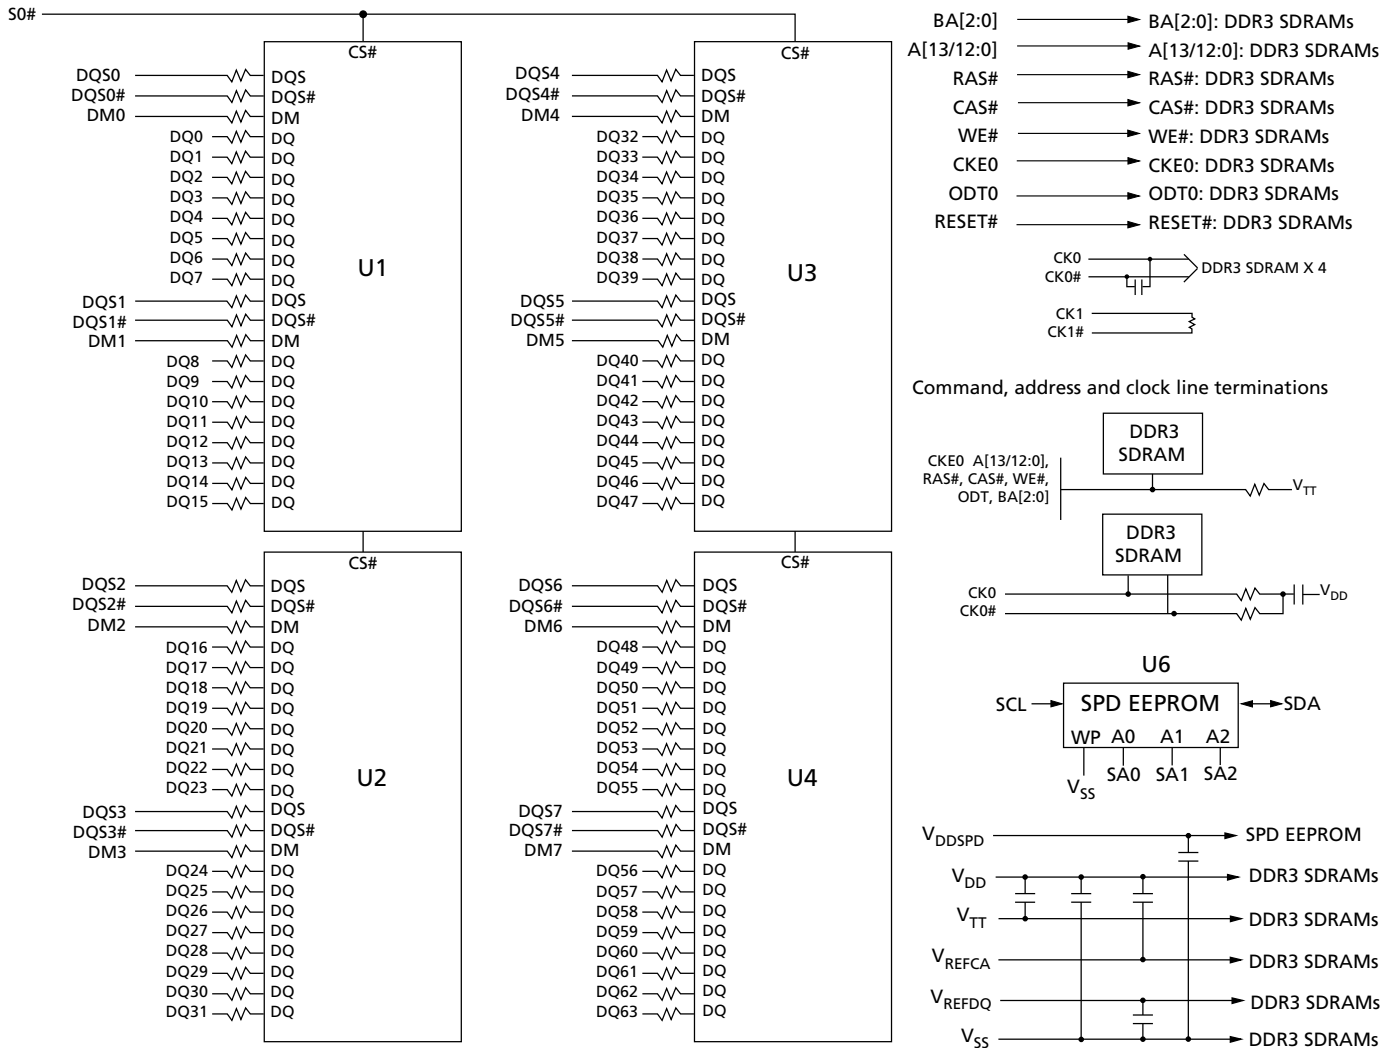 S0#
CS#
DQS0 DQS
DQS0# DQS#
DM0 DM
DQ0 DQ
DQ1 DQ
DQ2 DQ
DQ3 DQ
DQ4 DQ
DQ5 DQ
DQ6 DQ
DQ7 DQ
U1
DQS1 DQS
DQS1# DQS#
DM1 DM
DQ8 DQ
DQ9 DQ
DQ10 DQ
DQ11 DQ
DQ12 DQ
DQ13 DQ
DQ14 DQ
DQ15 DQ
CS#
DQS2 DQS
DQS2# DQS#
DM2 DM
DQ16 DQ
DQ17 DQ
DQ18 DQ
DQ19 DQ
DQ20 DQ
DQ21 DQ
DQ22 DQ
DQ23 DQ
U2
DQS3 DQS
DQS3# DQS#
DM3 DM
DQ24 DQ
DQ25 DQ
DQ26 DQ
DQ27 DQ
DQ28 DQ
DQ29 DQ
DQ30 DQ
DQ31 DQ
CS#
DQS4 DQS
DQS4# DQS#
DM4 DM
DQ32 DQ
DQ33 DQ
DQ34 DQ
DQ35 DQ
DQ36 DQ
DQ37 DQ
DQ38 DQ
DQ39 DQ
U3
DQS5 DQS
DQS5# DQS#
DM5 DM
DQ40 DQ
DQ41 DQ
DQ42 DQ
DQ43 DQ
DQ44 DQ
DQ45 DQ
DQ46 DQ
DQ47 DQ
CS#
DQS6 DQS
DQS6# DQS#
DM6 DM
DQ48 DQ
DQ49 DQ
DQ50 DQ
DQ51 DQ
DQ52 DQ
DQ53 DQ
DQ54 DQ
DQ55 DQ
U4
DQS7 DQS
DQS7# DQS#
DM7 DM
DQ56 DQ
DQ57 DQ
DQ58 DQ
DQ59 DQ
DQ60 DQ
DQ61 DQ
DQ62 DQ
DQ63 DQ
BA[2:0] BA[2:0]: DDR3 SDRAMs
A[13/12:0] A[13/12:0]: DDR3 SDRAMs
RAS# RAS#: DDR3 SDRAMs
CAS# CAS#: DDR3 SDRAMs
WE# WE#: DDR3 SDRAMs
CKE0 CKE0: DDR3 SDRAMs
ODT0 ODT0: DDR3 SDRAMs
RESET# RESET#: DDR3 SDRAMs
CK0
CK0#
DDR3 SDRAM X 4
CK1
CK1#
Command, address and clock line terminations
DDR3
SDRAM
CKE0 A[13/12:0],
RAS#, CAS#, WE#,
ODT, BA[2:0]
VTT
DDR3
SDRAM
CK0
CK0#
VDD
U6
SCL SPD EEPROM SDA
WP A0 A1 A2
VSS SA0 SA1 SA2
VDDSPD SPD EEPROM
VDD DDR3 SDRAMs
VTT DDR3 SDRAMs
VREFCA DDR3 SDRAMs
VREFDQ DDR3 SDRAMs
VSS DDR3 SDRAMs